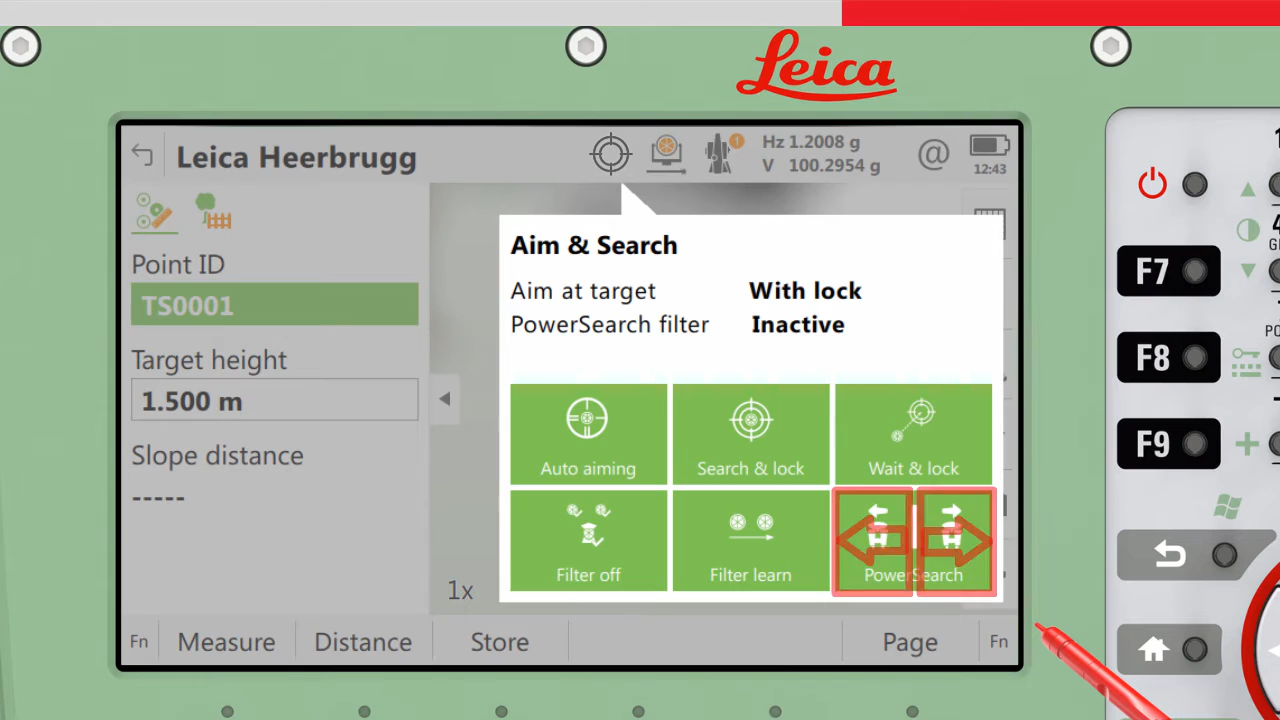 Leica
Leica Heerbrugg
1
Hz 1.2008 g
V 100.2954 g
@
12:43
Point ID
TS0001
Target height
1.500 m
Slope distance
-----
Aim & Search
Aim at target With lock
PowerSearch filter Inactive
Auto aiming
Search & lock
Wait & lock
Filter off
Filter learn
PowerSearch
1x
Fn Measure Distance Store Page Fn
F7
F8
F9